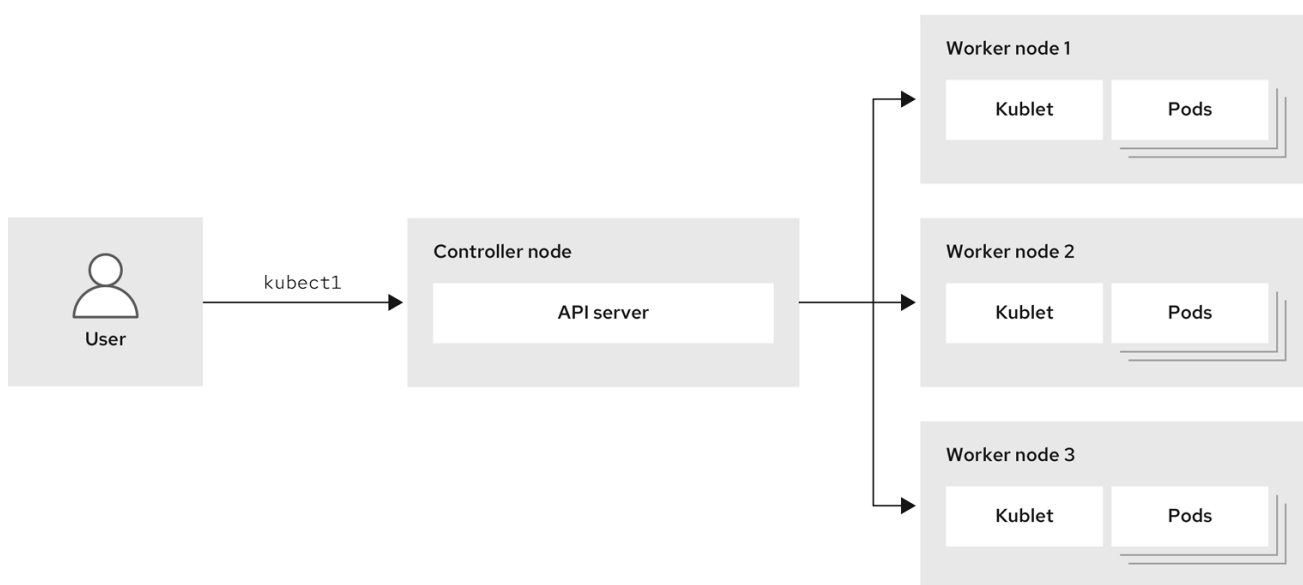 User
kubect1
Controller node
API server
Worker node 1
Kublet
Pods
Worker node 2
Kublet
Pods
Worker node 3
Kublet
Pods